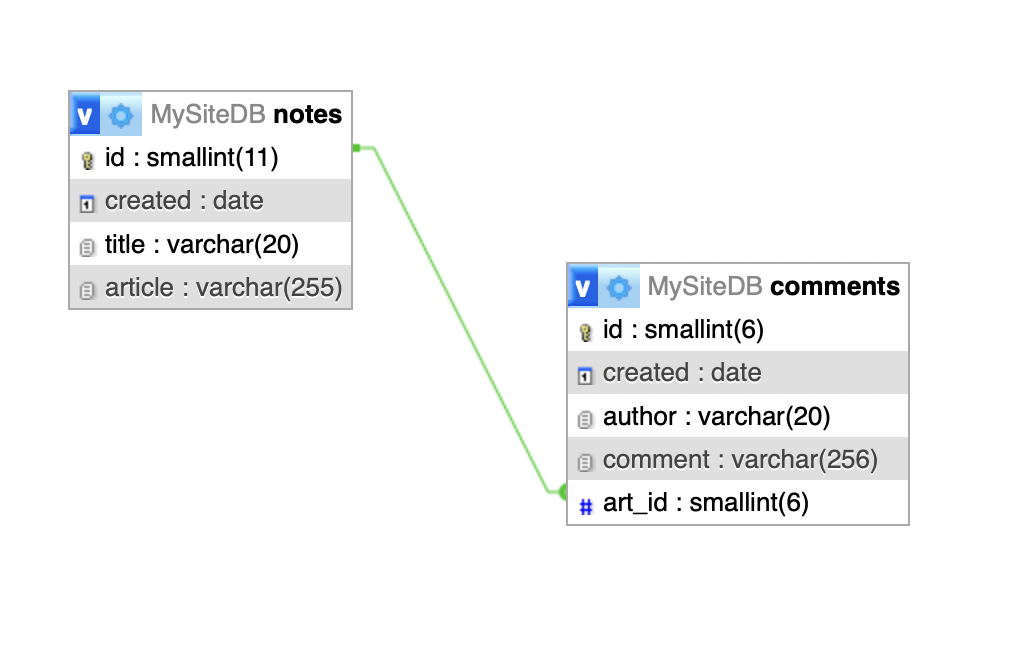 v MySiteDB notes
id : smallint(11)
created : date
title : varchar(20)
article : varchar(255)
v MySiteDB comments
id : smallint(6)
created : date
author : varchar(20)
comment : varchar(256)
# art_id : smallint(6)